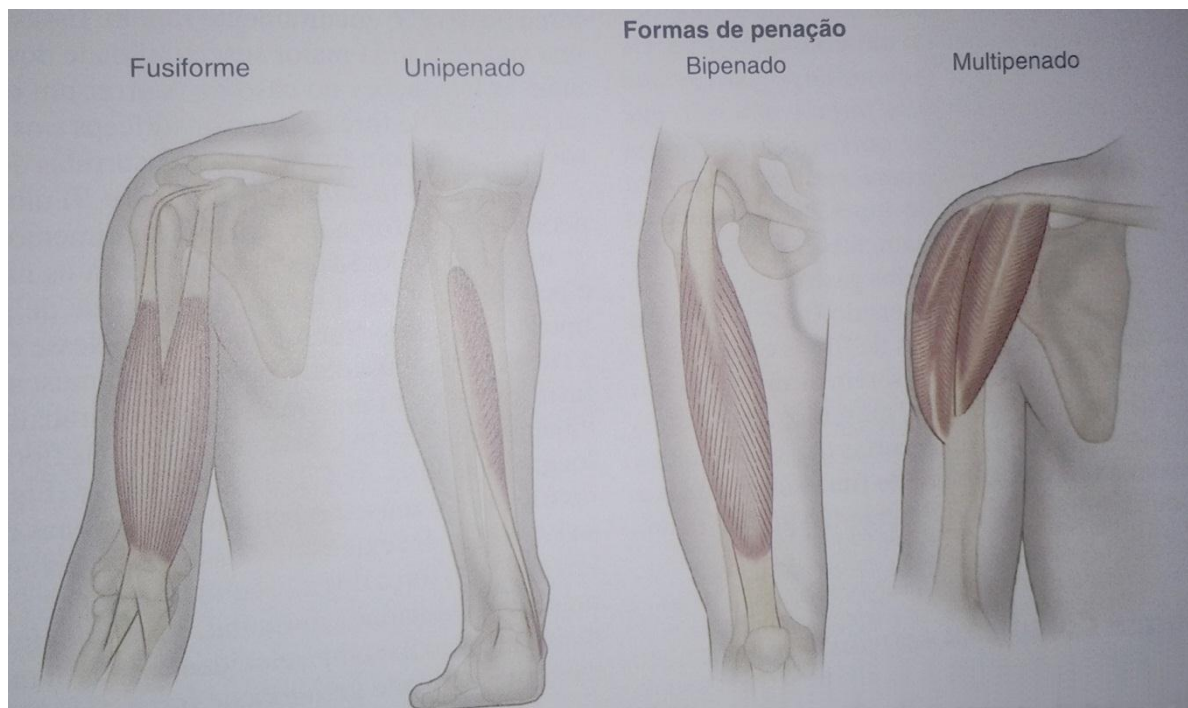 Formas de penação
Fusiforme
Unipenado
Bipenado
Multipenado